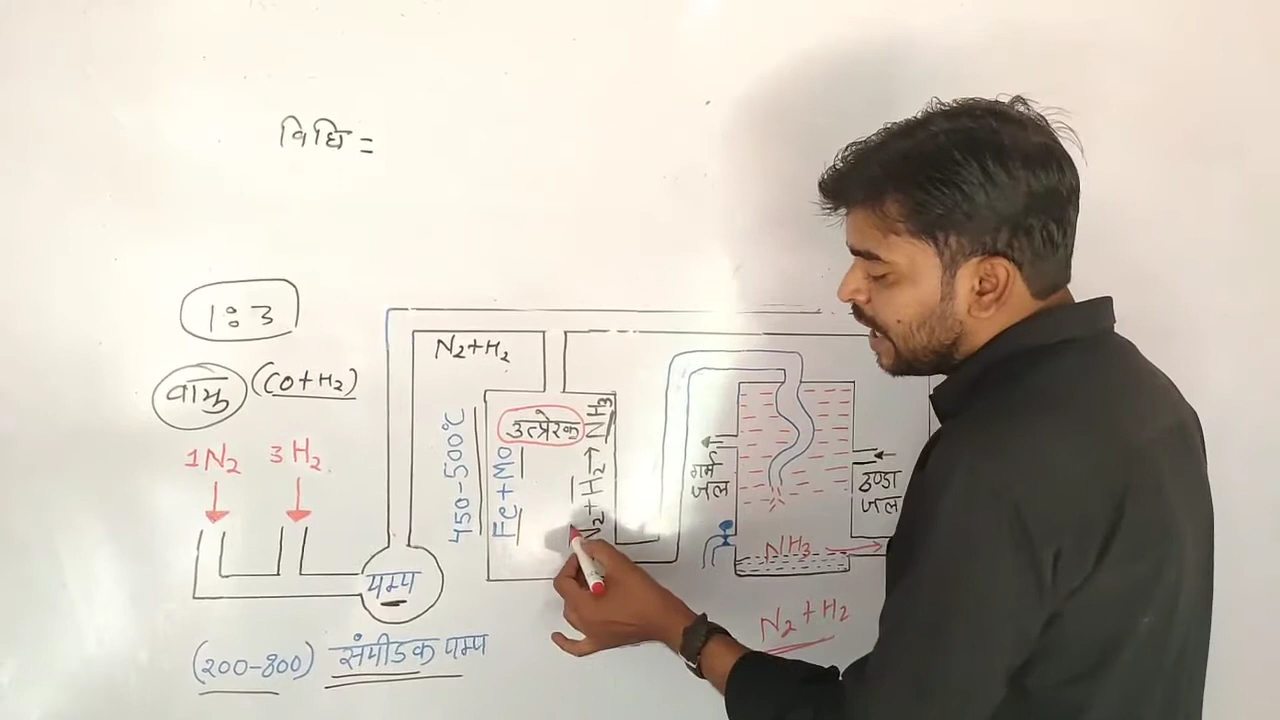 विधि =
1 : 3
वायु (CO+H₂)
1N₂ 3H₂
पम्प
(200-800) संपीडक पम्प
N₂+H₂
450-500°C
उत्प्रेरक
Fe+Mo
N₂+H₂→NH₃
गर्म
जल
ठण्डा
जल
NH₃
N₂+H₂